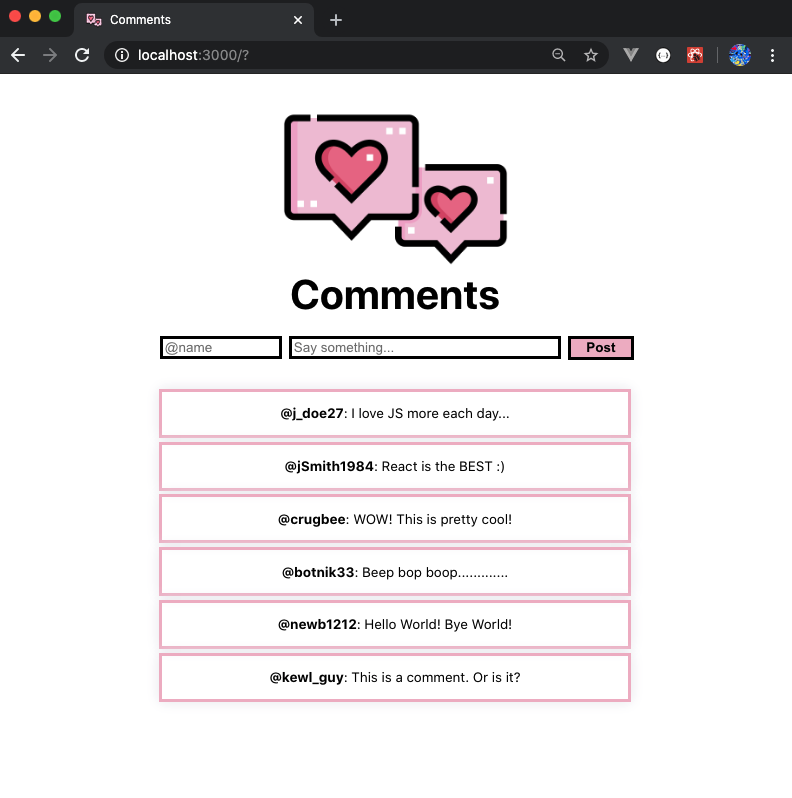 Comments
localhost:3000/?
Comments
@name Say something... Post
@j_doe27: I love JS more each day...
@jSmith1984: React is the BEST :)
@crugbee: WOW! This is pretty cool!
@botnik33: Beep bop boop.............
@newb1212: Hello World! Bye World!
@kewl_guy: This is a comment. Or is it?